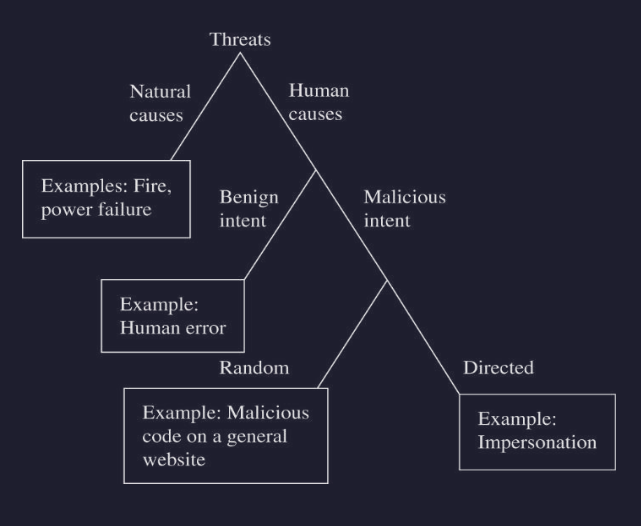 Threats
Natural
causes
Human
causes
Examples: Fire,
power failure
Benign
intent
Malicious
intent
Example:
Human error
Random
Directed
Example: Malicious
code on a general
website
Example:
Impersonation